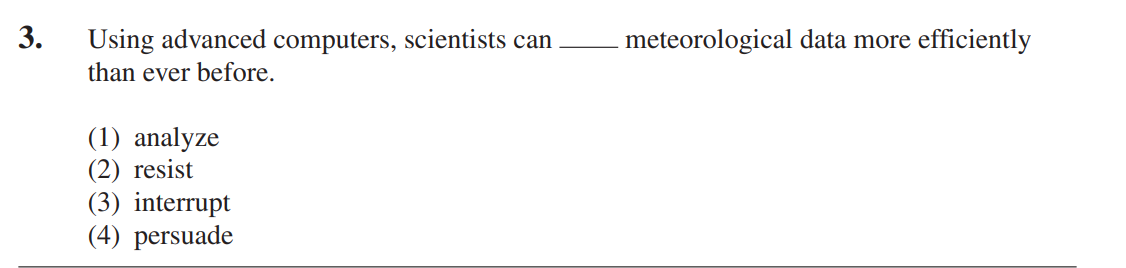 3. Using advanced computers, scientists can ____ meteorological data more efficiently
than ever before.
(1) analyze
(2) resist
(3) interrupt
(4) persuade